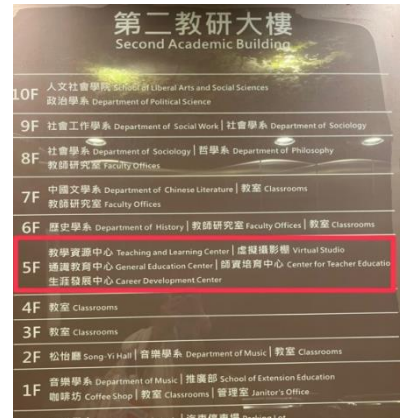 第二教研大樓
Second Academic Building
10F 人文社會學院 School of Liberal Arts and Social Sciences
政治學系 Department of Political Science
9F 社會工作學系 Department of Social Work | 社會學系 Department of Sociology
8F 社會學系 Department of Sociology | 哲學系 Department of Philosophy
教師研究室 Faculty Offices
7F 中國文學系 Department of Chinese Literature | 教室 Classrooms
教師研究室 Faculty Offices
6F 歷史學系 Department of History | 教師研究室 Faculty Offices | 教室 Classrooms
5F 教學資源中心 Teaching and Learning Center | 虛擬攝影棚 Virtual Studio
通識教育中心 General Education Center | 師資培育中心 Center for Teacher Educatio
生涯發展中心 Career Development Center
4F 教室 Classrooms
3F 教室 Classrooms
2F 松怡廳 Song-Yi Hall | 音樂學系 Department of Music | 教室 Classrooms
1F 音樂學系 Department of Music | 推廣部 School of Extension Education
咖啡坊 Coffee Shop | 教室 Classrooms | 管理室 Janitor's Office